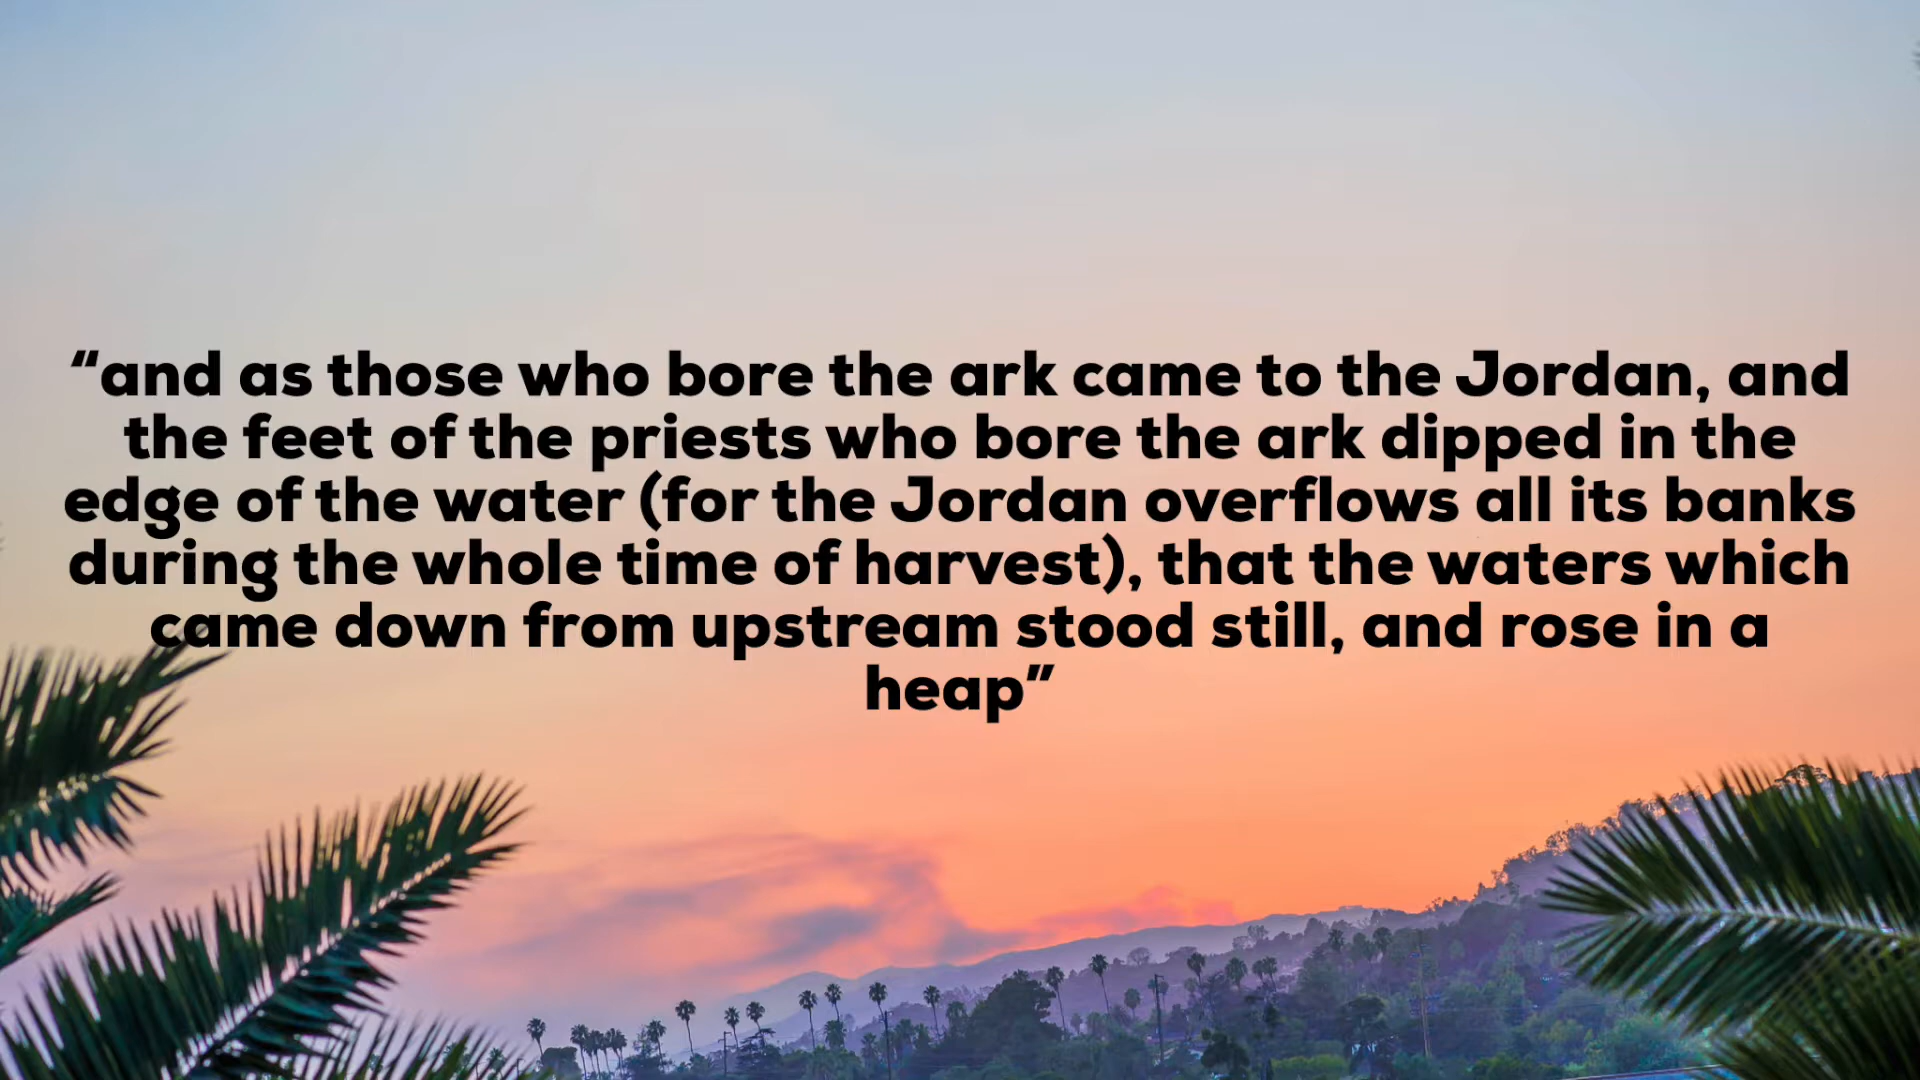 “and as those who bore the ark came to the Jordan, and
the feet of the priests who bore the ark dipped in the
edge of the water (for the Jordan overflows all its banks
during the whole time of harvest), that the waters which
came down from upstream stood still, and rose in a
heap”